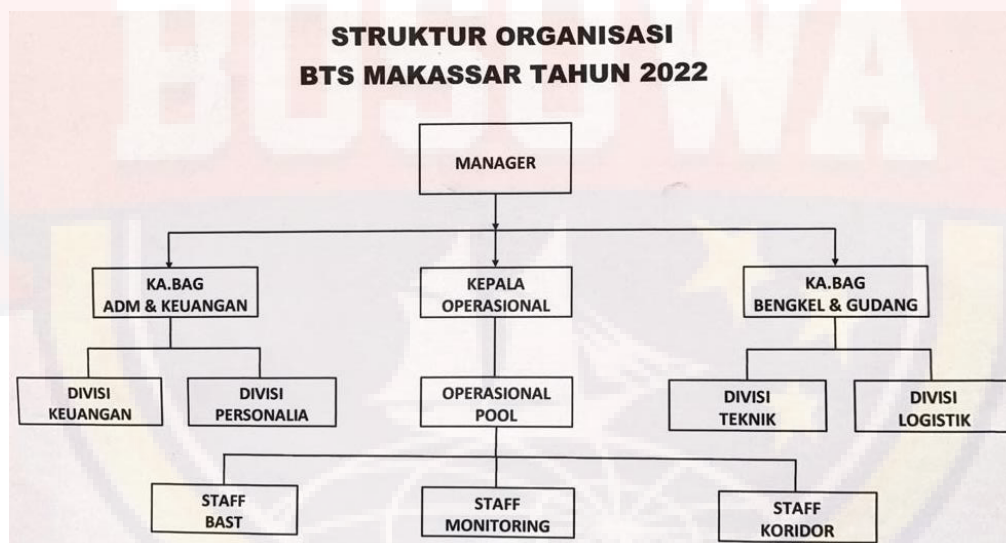 BOSOWA
STRUKTUR ORGANISASI
BTS MAKASSAR TAHUN 2022
MANAGER
KA.BAG
ADM & KEUANGAN
KEPALA
OPERASIONAL
KA.BAG
BENGKEL & GUDANG
DIVISI
KEUANGAN
DIVISI
PERSONALIA
OPERASIONAL
POOL
DIVISI
TEKNIK
DIVISI
LOGISTIK
STAFF
BAST
STAFF
MONITORING
STAFF
KORIDOR